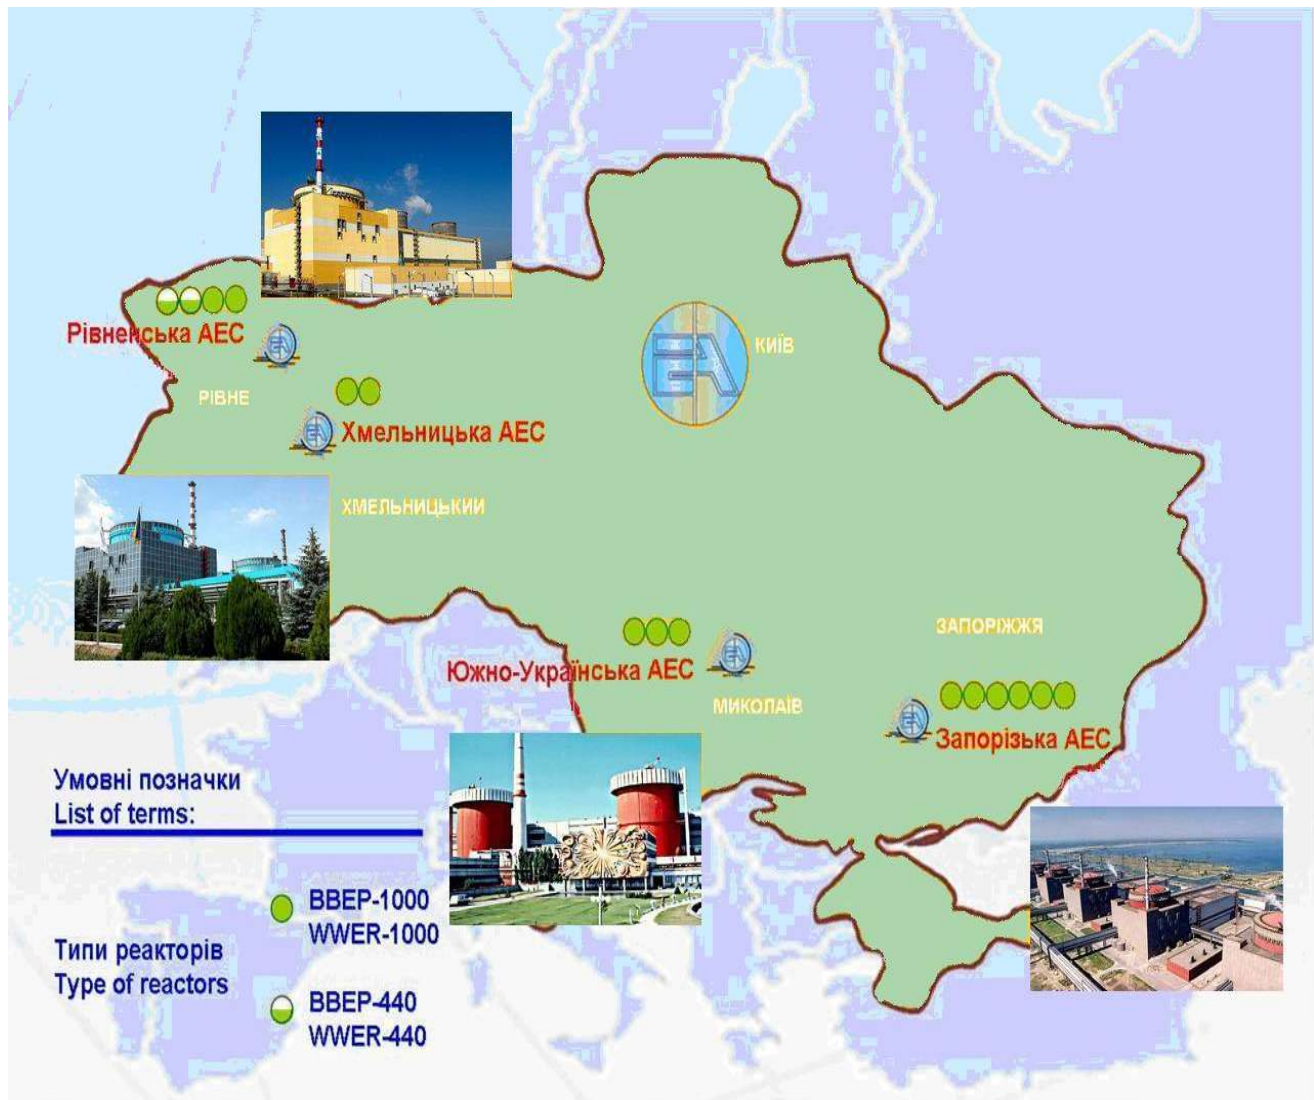 Рівненська АЕС
РІВНЕ
КИЇВ
Хмельницька АЕС
ХМЕЛЬНИЦЬКИЙ
ЗАПОРІЖЖЯ
Южно-Українська АЕС
МИКОЛАЇВ
Запорізька АЕС
Умовні позначки
List of terms:
ВВЕР-1000
WWER-1000
Типи реакторів
Type of reactors
ВВЕР-440
WWER-440